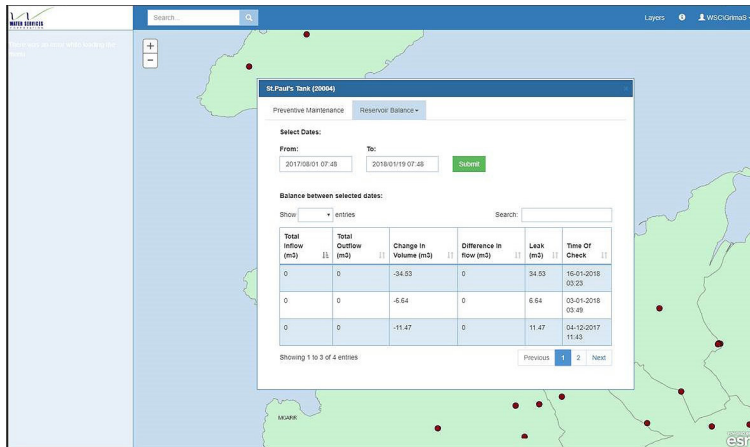 WATER SERVICES
CORPORATION
Search...
Layers
WSC\GrimaS
+
−
St.Paul's Tank (20004)
Preventive Maintenance
Reservoir Balance
Select Dates:
From:
To:
2017/08/01 07:48
2018/01/19 07:48
Submit
Balance between selected dates:
Show entries
Search:
Total Inflow (m3)
Total Outflow (m3)
Change In Volume (m3)
Difference In flow (m3)
Leak (m3)
Time Of Check
0 0 -34.53 0 34.53 16-01-2018 03:23
0 0 -6.64 0 6.64 03-01-2018 03:49
0 0 -11.47 0 11.47 04-12-2017 11:43
Showing 1 to 3 of 4 entries
Previous 1 2 Next
MGARR
esri